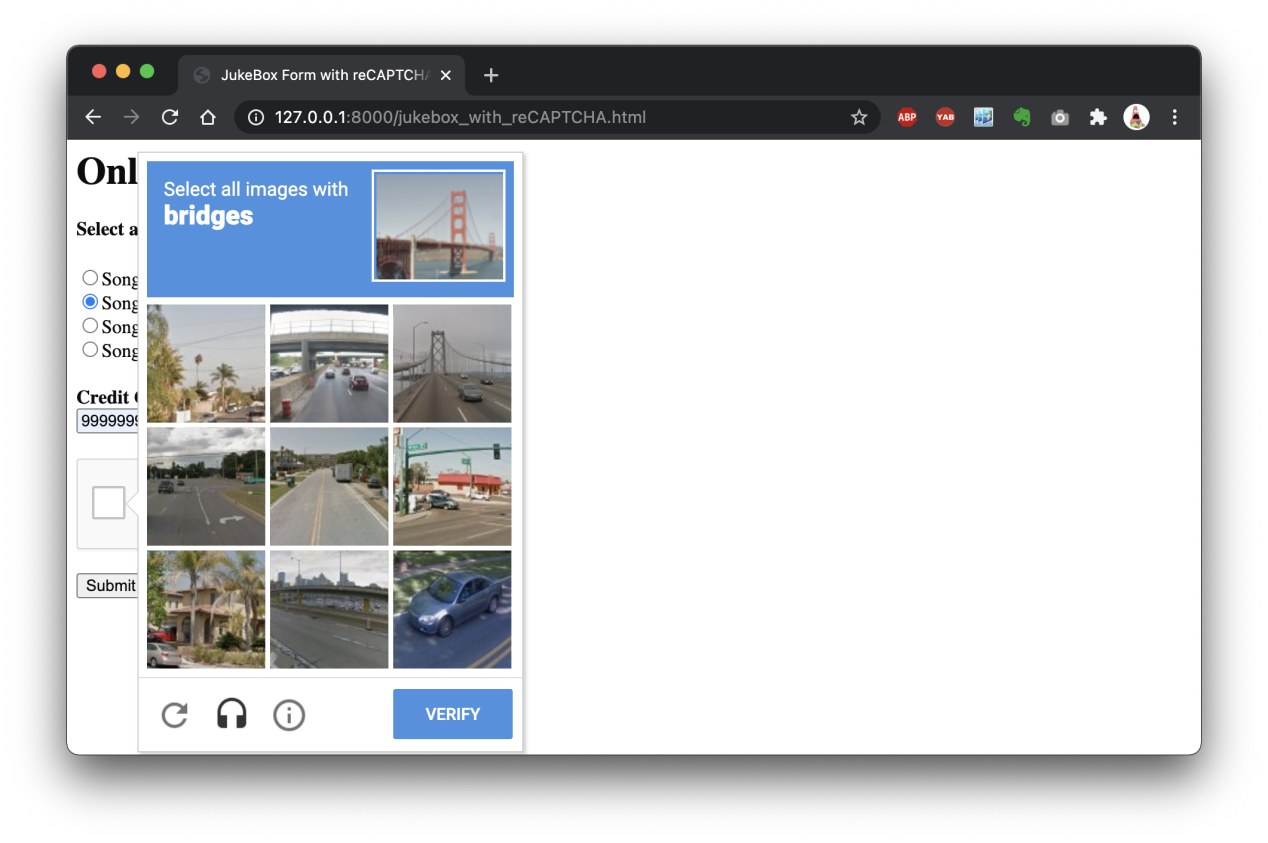 JukeBox Form with reCAPTCHA
127.0.0.1:8000/jukebox_with_reCAPTCHA.html
ABP
YAB
Onl
Select a
Select all images with
bridges
Song
Song
Song
Song
Credit
9999999
Submit
VERIFY